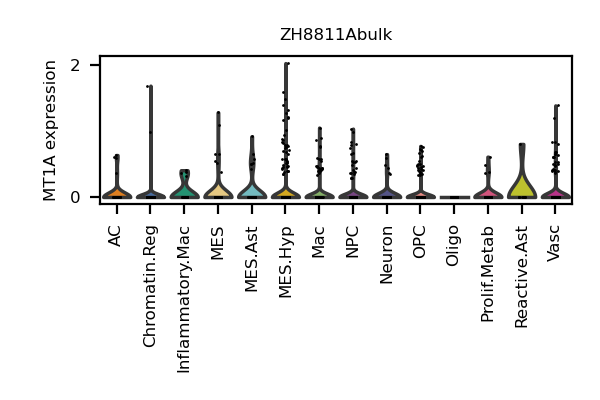 ZH8811Abulk
MT1A expression
2
0
AC
Chromatin.Reg
Inflammatory.Mac
MES
MES.Ast
MES.Hyp
Mac
NPC
Neuron
OPC
Oligo
Prolif.Metab
Reactive.Ast
Vasc